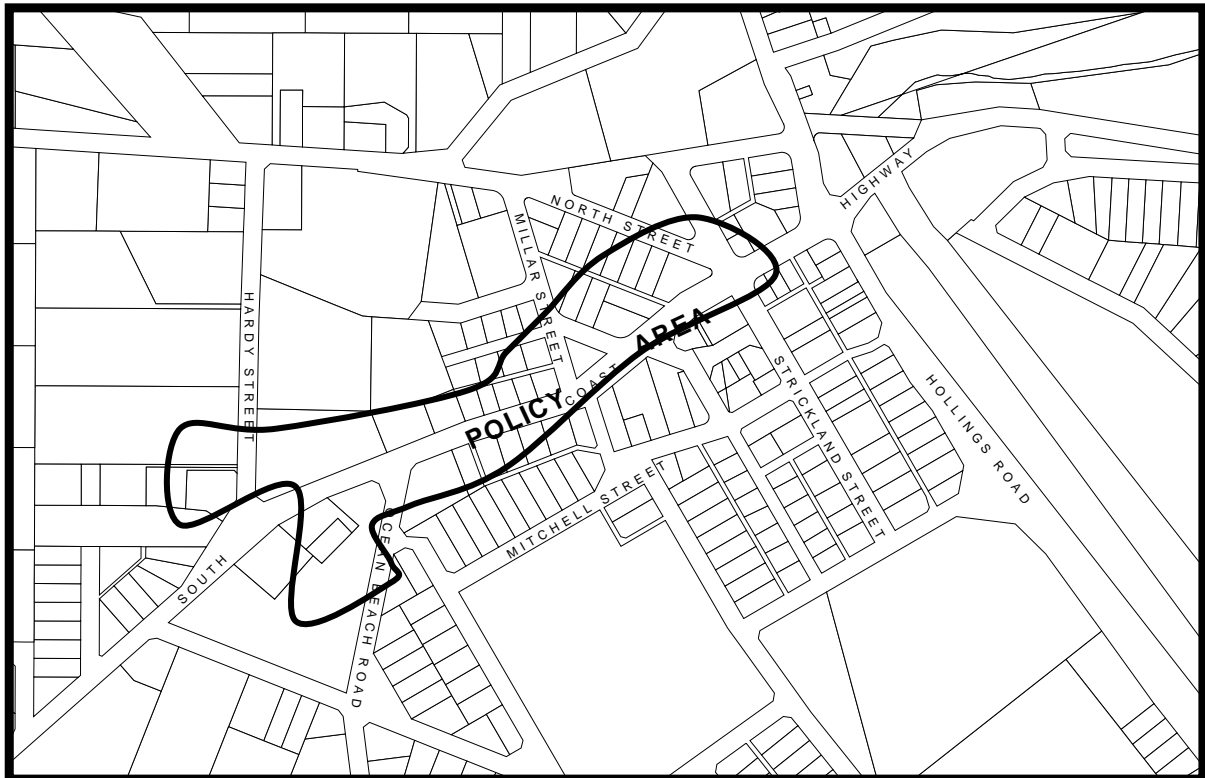 NORTH STREET
HIGHWAY
MILLAR STREET
HARDY STREET
POLICY AREA
COAST
STRICKLAND STREET
HOLLINGS ROAD
MITCHELL STREET
SOUTH
OCEAN BEACH ROAD